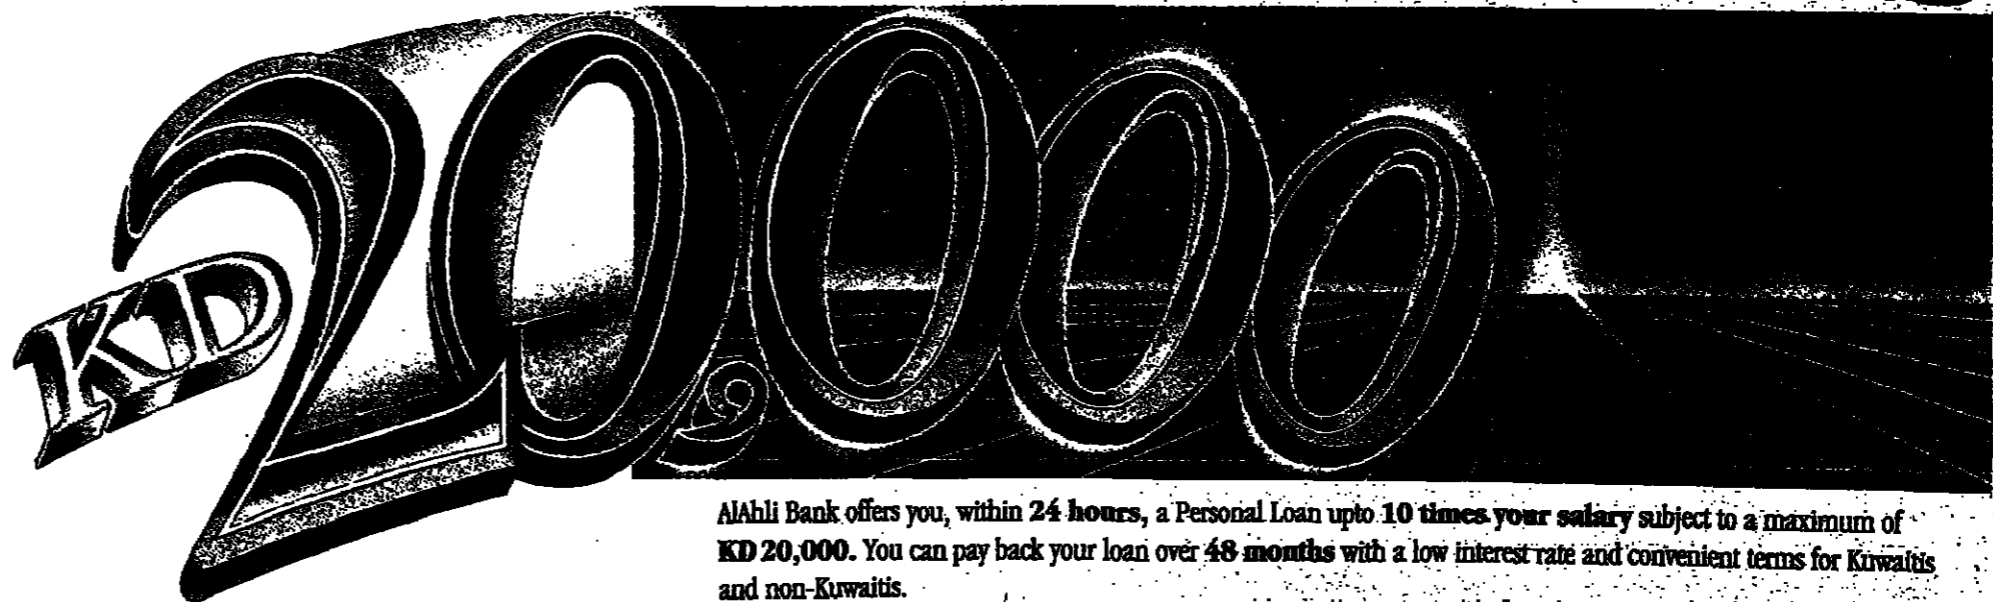 KD 20,000
AlAhli Bank offers you, within 24 hours, a Personal Loan upto 10 times your salary subject to a maximum of
KD 20,000. You can pay back your loan over 48 months with a low interest rate and convenient terms for Kuwaitis
and non-Kuwaitis.